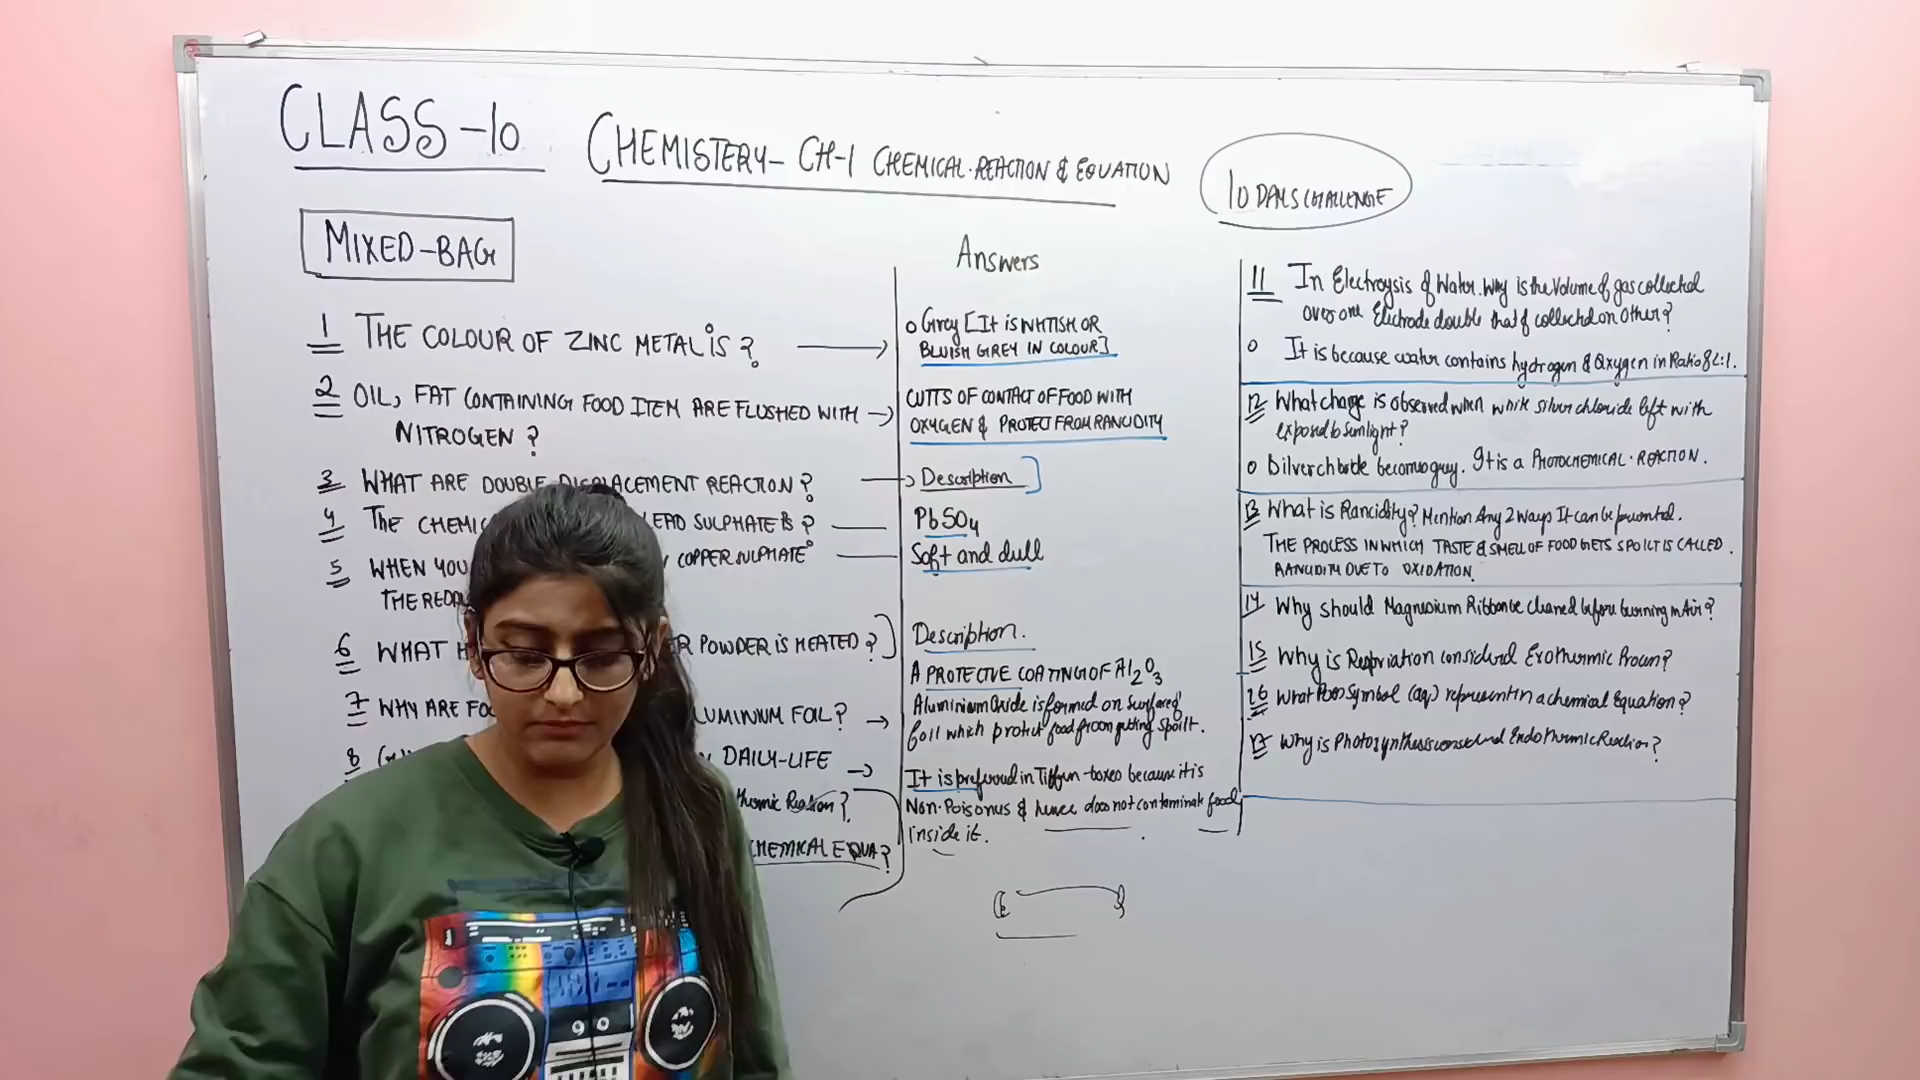 CLASS-10
CHEMISTERY- CH-1 CHEMICAL.REACTION & EQUATION
10 DAYS CHALLENGE
MIXED-BAG
Answers
1 THE COLOUR OF ZINC METAL IS?
2 OIL, FAT CONTAINING FOOD ITEM ARE FLUSHED WITH
NITROGEN?
3 WHAT ARE DOUBLE DISPLACEMENT REACTION?
4 The CHEMIC LEAD SULPHATE IS?
5 WHEN YOU COPPER SULPHATE
THE
6 WHAT H POWDER IS HEATED?
7 WHY ARE FO LUMINIUM FOIL?
8 DAILY-LIFE
thermic Reation?
CHEMICAL EQUA?
o Grey [It is WHTISH OR
BLUISH GREY IN COLOUR]
CUTTS OF CONTACT OF FOOD WITH
OXYGEN & PROTECT FROM RANCIDITY
Description
PbSO4
Soft and dull
Description.
A PROTECTIVE COATING OF Al2O3
Aluminium Oxide is formed on Surface of
foil which protect food from getting spoilt.
It is preferred in Tiffin-boxes because it is
Non-Poisonus & hence does not contaminate food
inside it.
11 In Electroysis of Water. Why is the Volume of gas collected
over one Electrode double that of collected on Other?
o It is because water contains hydrogen & Oxygen in Ratio of 2:1.
12 What change is observed when white silver chloride left with
exposed to Sunlight?
o Silver chloride becomes grey. It is a PHOTOCHEMICAL.REACTION.
13 What is Rancidity? Mention Any 2 Ways It can be prevented.
THE PROCESS IN WHICH TASTE & SMELL OF FOOD GETS SPOILT IS CALLED
DUE TO OXIDATION.
14 Why should Magnesium Ribbon be cleaned before burning in Air?
15 Why is Respriation considered Exothermic Process?
16 What Symbol (aq) represent in a chemical Equation?
17 Why is Photosynthesis considered Endothermic Reaction?
90